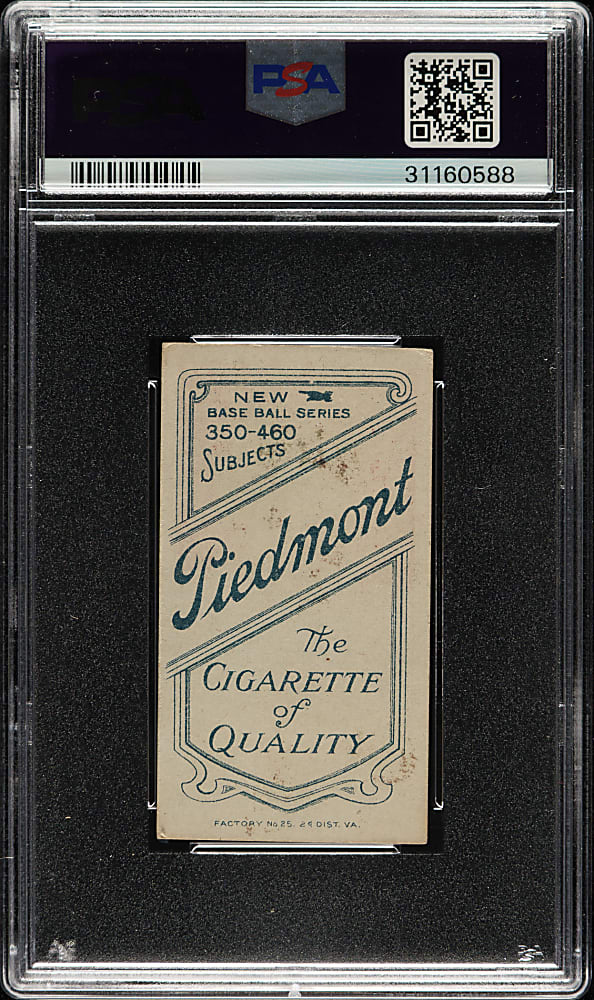 PSA
31160588
NEW
BASE BALL SERIES
350-460
SUBJECTS
Piedmont
The
CIGARETTE
of
QUALITY
FACTORY No 25. 2d DIST. VA.